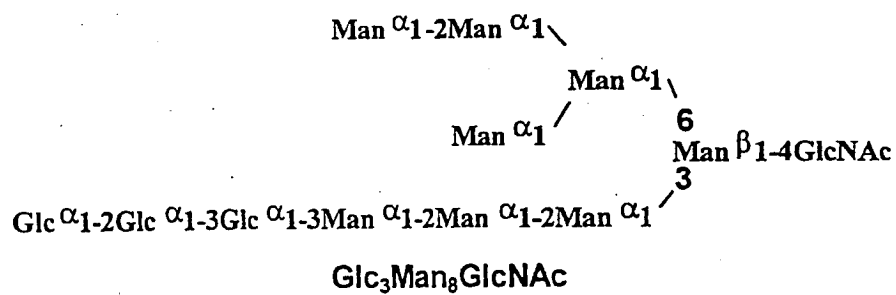 Man α1-2Man α1
Man α1
6
Man α1
Man β1-4GlcNAc
3
Glc α1-2Glc α1-3Glc α1-3Man α1-2Man α1-2Man α1
Glc₃Man₈GlcNAc